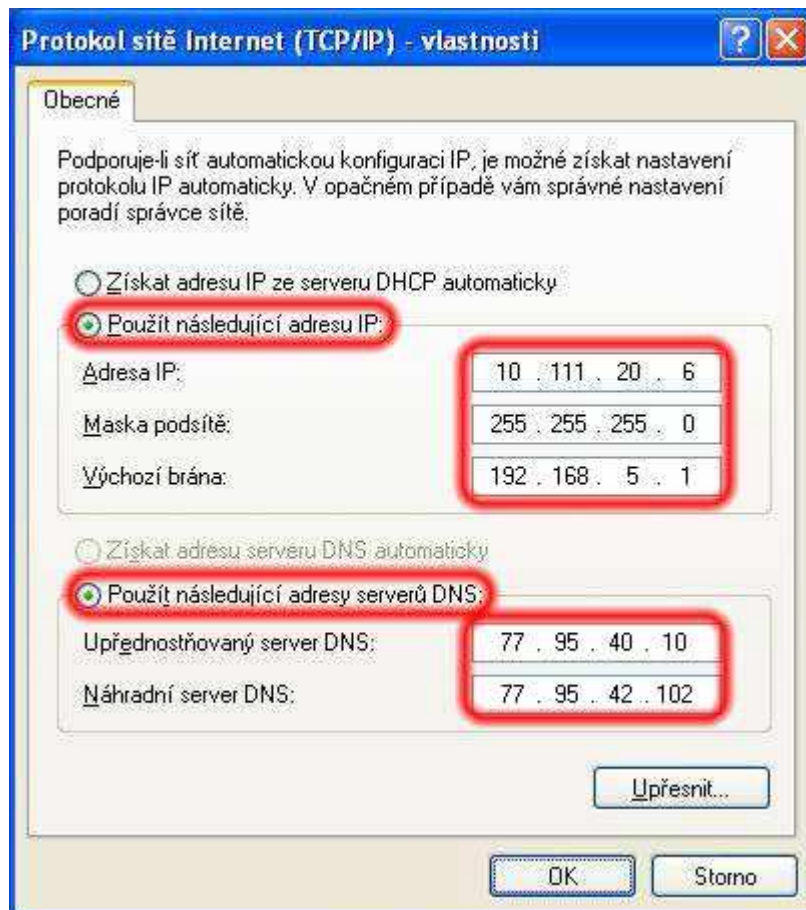 Protokol sítě Internet (TCP/IP) - vlastnosti
Obecné
Podporuje-li síť automatickou konfiguraci IP, je možné získat nastavení
protokolu IP automaticky. V opačném případě vám správné nastavení
poradí správce sítě.
Získat adresu IP ze serveru DHCP automaticky
Použít následující adresu IP:
Adresa IP: 10 . 111 . 20 . 6
Maska podsítě: 255 . 255 . 255 . 0
Výchozí brána: 192 . 168 . 5 . 1
Získat adresu serveru DNS automaticky
Použít následující adresy serverů DNS:
Upřednostňovaný server DNS: 77 . 95 . 40 . 10
Náhradní server DNS: 77 . 95 . 42 . 102
Upřesnit...
OK Storno